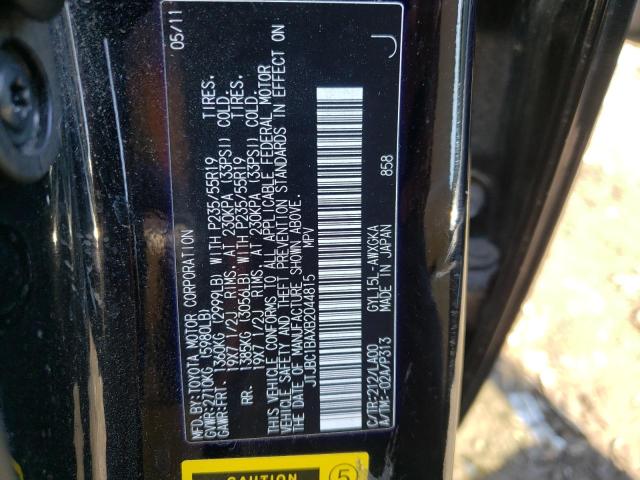 MFD.BY:TOYOTA MOTOR CORPORATION 05/11
GVWR:2710KG (5980LB)
GAWR:FRT. 1360KG (2999LB) WITH P235/55R19 TIRES.
19X7 1/2J RIMS. AT 230KPA (33PSI) COLD.
RR. 1385KG (3056LB) WITH P235/55R19 TIRES.
19X7 1/2J RIMS. AT 230KPA (33PSI) COLD.
THIS VEHICLE CONFORMS TO ALL APPLICABLE FEDERAL MOTOR
VEHICLE SAFETY AND THEFT PREVENTION STANDARDS IN EFFECT ON
THE DATE OF MANUFACTURE SHOWN ABOVE.
JTJBC1BAXB2044815 MPV
J
C/TR:212/LA00 GYL15L-AWXGKA
A/TM:-02A/P313 MADE IN JAPAN 858
CAUTION
5